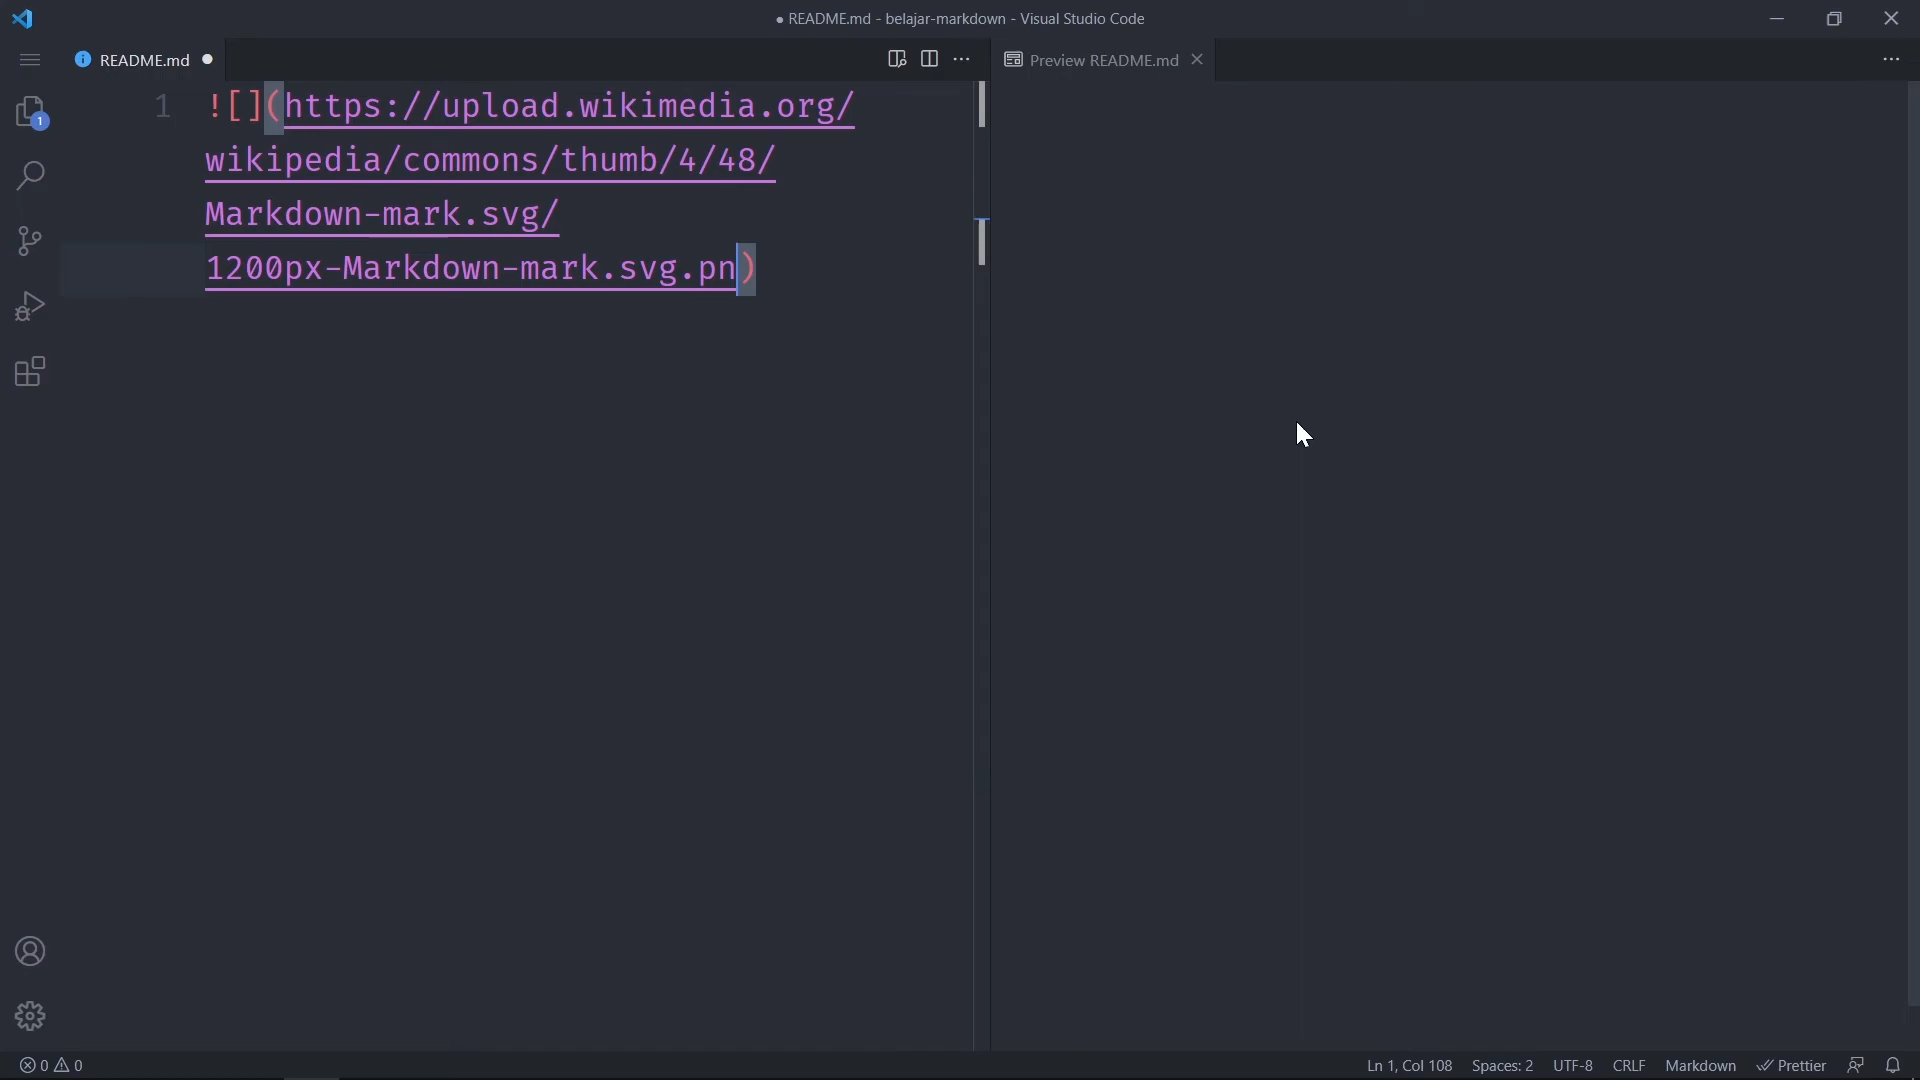 ● README.md - belajar-markdown - Visual Studio Code
README.md
Preview README.md
1
1 ![](https://upload.wikimedia.org/
wikipedia/commons/thumb/4/48/
Markdown-mark.svg/
1200px-Markdown-mark.svg.pn)
0 0
Ln 1, Col 108
Spaces: 2
UTF-8
CRLF
Markdown
Prettier